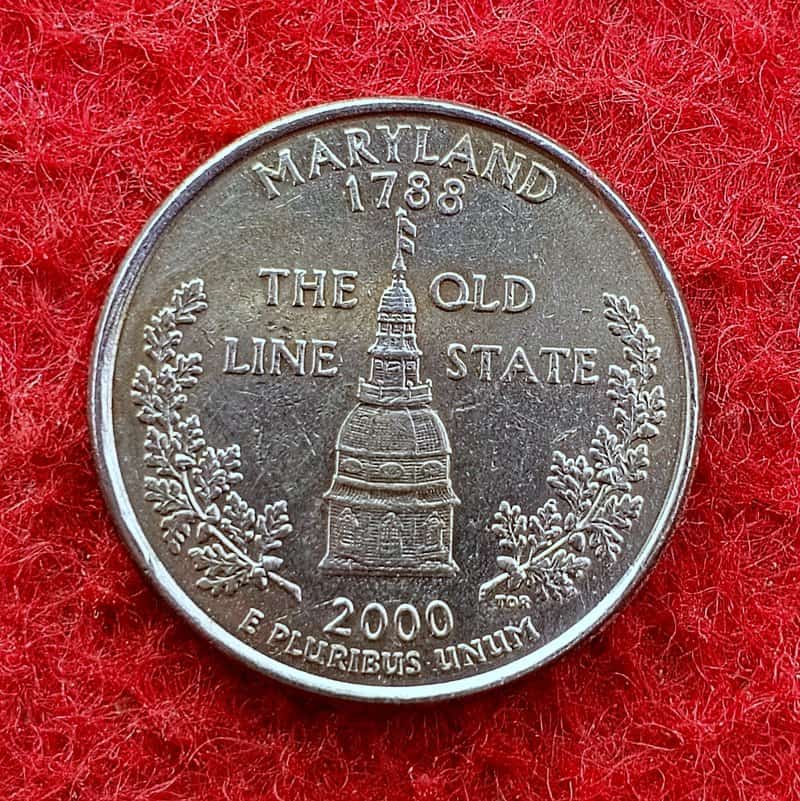 MARYLAND
1788
THE OLD
LINE STATE
TDR
2000
E PLURIBUS UNUM